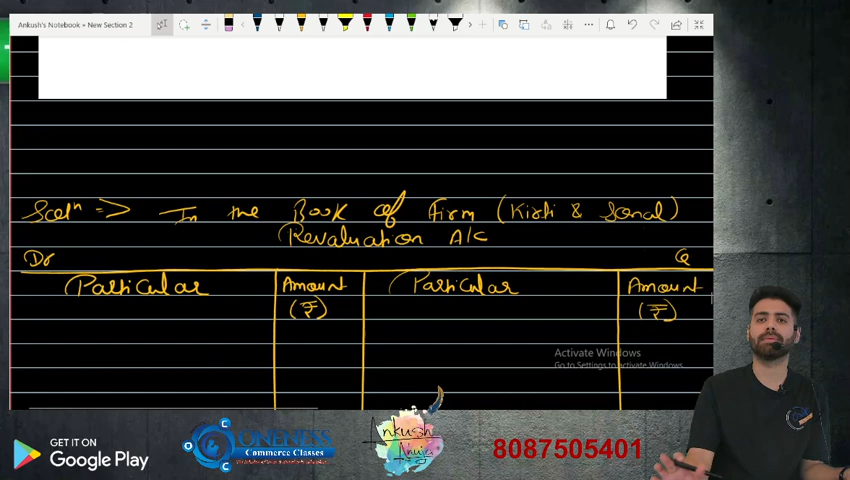 Ankush's Notebook • New Section 2
Solⁿ => In the Book of Firm (Kirti & Sonal)
Revaluation A/c
Dr Cr
Particular Amount (₹) Particular Amount (₹)
Activate Windows
Go to Settings to activate Windows.
GET IT ON
Google Play
ONENESS
Commerce Classes
Ankush
Ahuja
8087505401